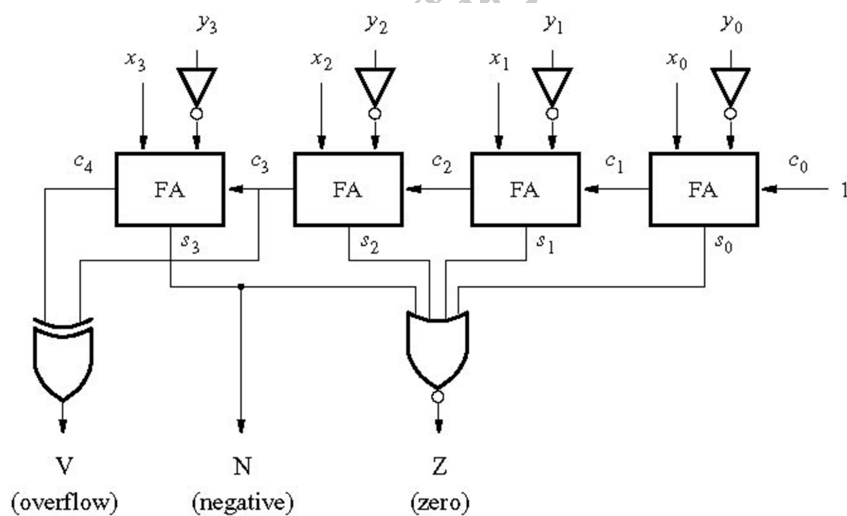 y3 y2 y1 y0
x3 x2 x1 x0
c4 c3 c2 c1 c0
FA FA FA FA 1
s3 s2 s1 s0
V N Z
(overflow) (negative) (zero)